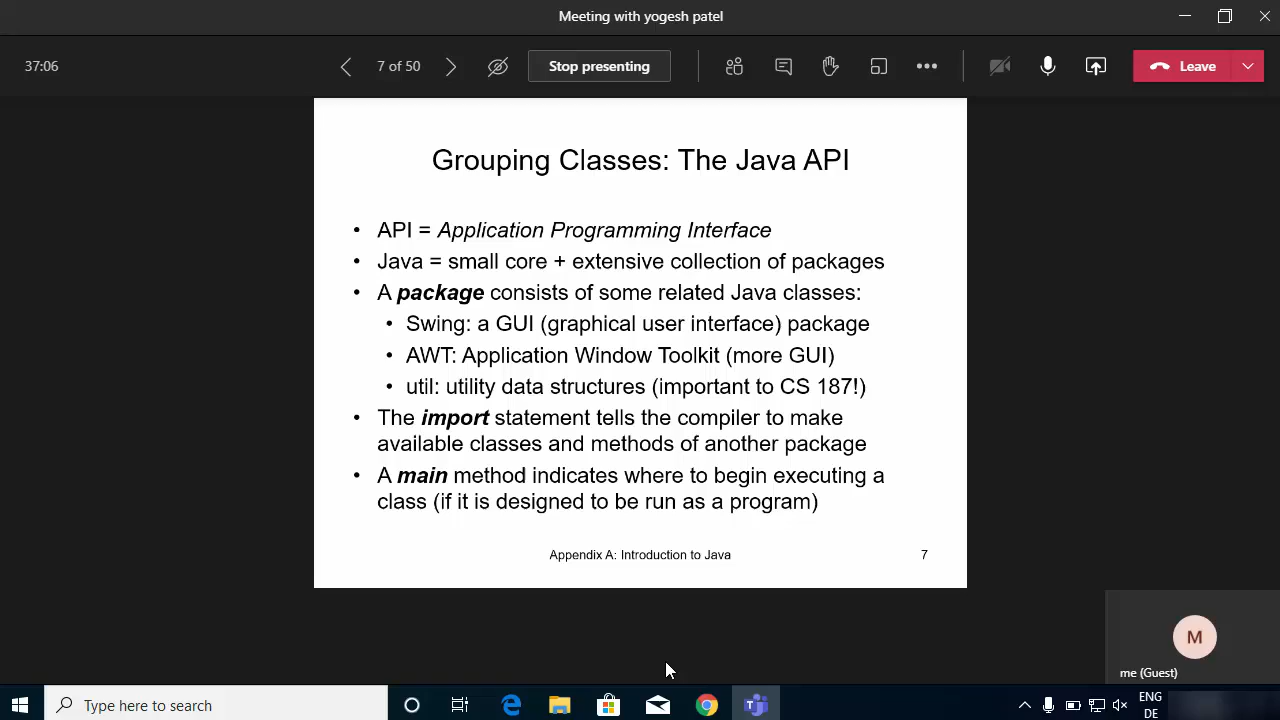 Meeting with yogesh patel
37:06
7 of 50
Stop presenting
Leave
Grouping Classes: The Java API
• API = Application Programming Interface
• Java = small core + extensive collection of packages
• A package consists of some related Java classes:
• Swing: a GUI (graphical user interface) package
• AWT: Application Window Toolkit (more GUI)
• util: utility data structures (important to CS 187!)
• The import statement tells the compiler to make
available classes and methods of another package
• A main method indicates where to begin executing a
class (if it is designed to be run as a program)
Appendix A: Introduction to Java
7
M
me (Guest)
Type here to search
ENG
DE